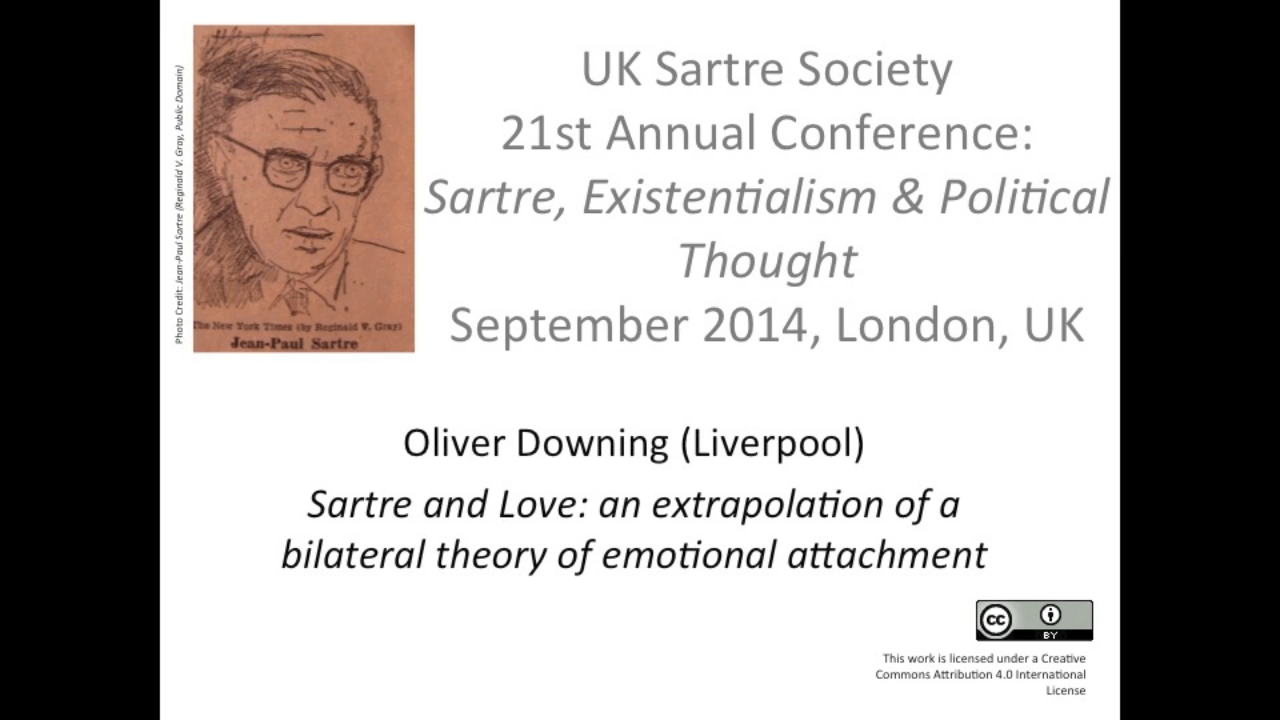 Photo Credit: Jean-Paul Sartre (Reginald V. Gray, Public Domain)
The New York Times (by Reginald V. Gray)
Jean-Paul Sartre
UK Sartre Society
21st Annual Conference:
Sartre, Existentialism & Political
Thought
September 2014, London, UK
Oliver Downing (Liverpool)
Sartre and Love: an extrapolation of a
bilateral theory of emotional attachment
cc
BY
This work is licensed under a Creative
Commons Attribution 4.0 International
License